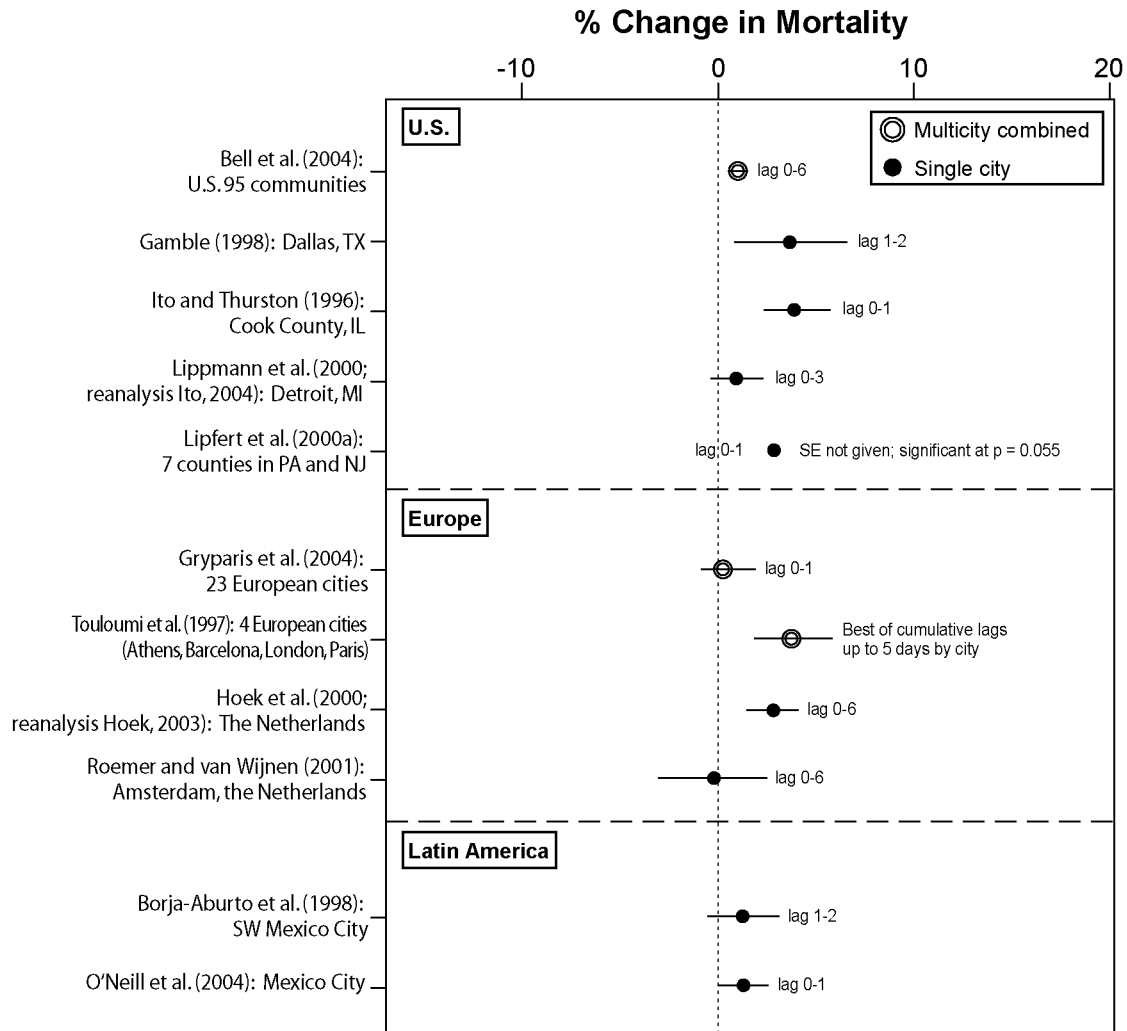 % Change in Mortality
-10 0 10 20
U.S.
Multicity combined
Single city
Bell et al. (2004):
U.S. 95 communities
lag 0-6
Gamble (1998): Dallas, TX
lag 1-2
Ito and Thurston (1996):
Cook County, IL
lag 0-1
Lippmann et al. (2000;
reanalysis Ito, 2004): Detroit, MI
lag 0-3
Lipfert et al. (2000a):
7 counties in PA and NJ
lag 0-1 SE not given; significant at p = 0.055
Europe
Gryparis et al. (2004):
23 European cities
lag 0-1
Touloumi et al. (1997): 4 European cities
(Athens, Barcelona, London, Paris)
Best of cumulative lags
up to 5 days by city
Hoek et al. (2000;
reanalysis Hoek, 2003): The Netherlands
lag 0-6
Roemer and van Wijnen (2001):
Amsterdam, the Netherlands
lag 0-6
Latin America
Borja-Aburto et al. (1998):
SW Mexico City
lag 1-2
O'Neill et al. (2004): Mexico City
lag 0-1